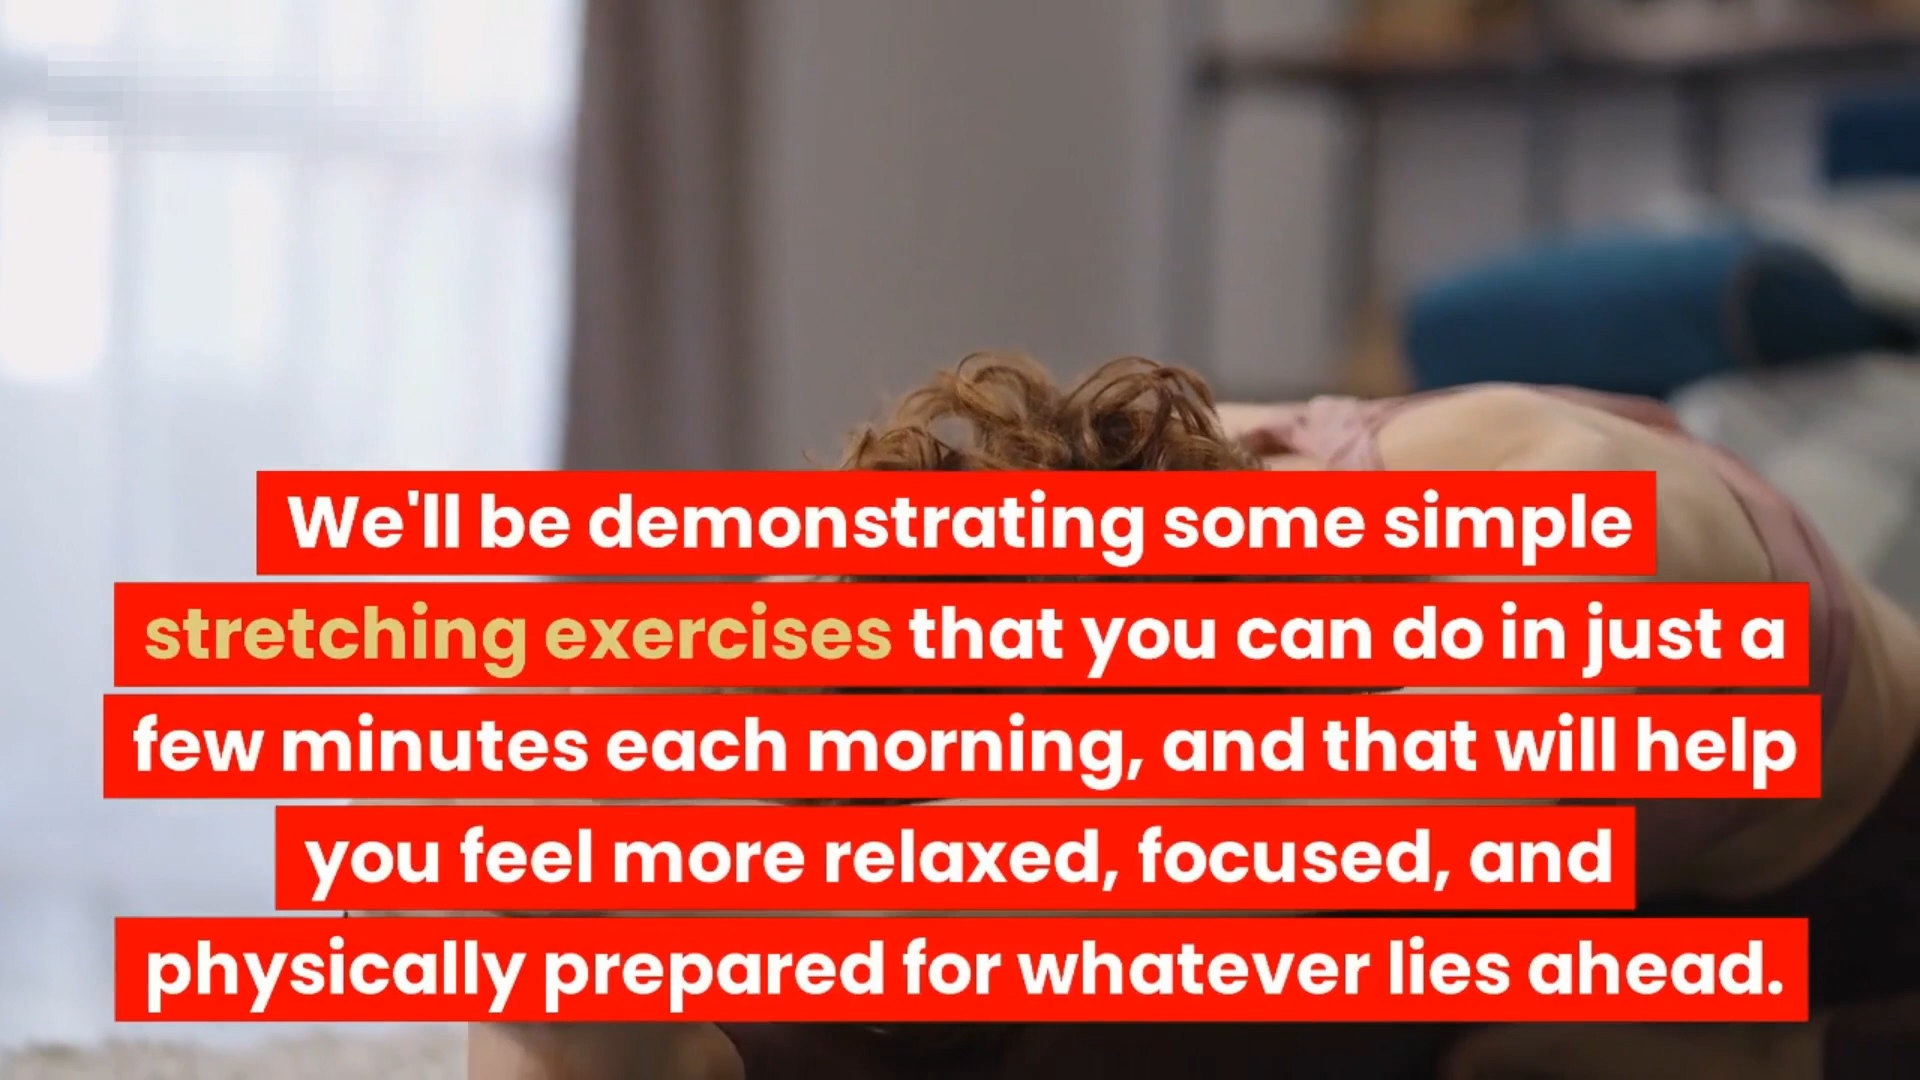 We'll be demonstrating some simple
stretching exercises that you can do in just a
few minutes each morning, and that will help
you feel more relaxed, focused, and
physically prepared for whatever lies ahead.